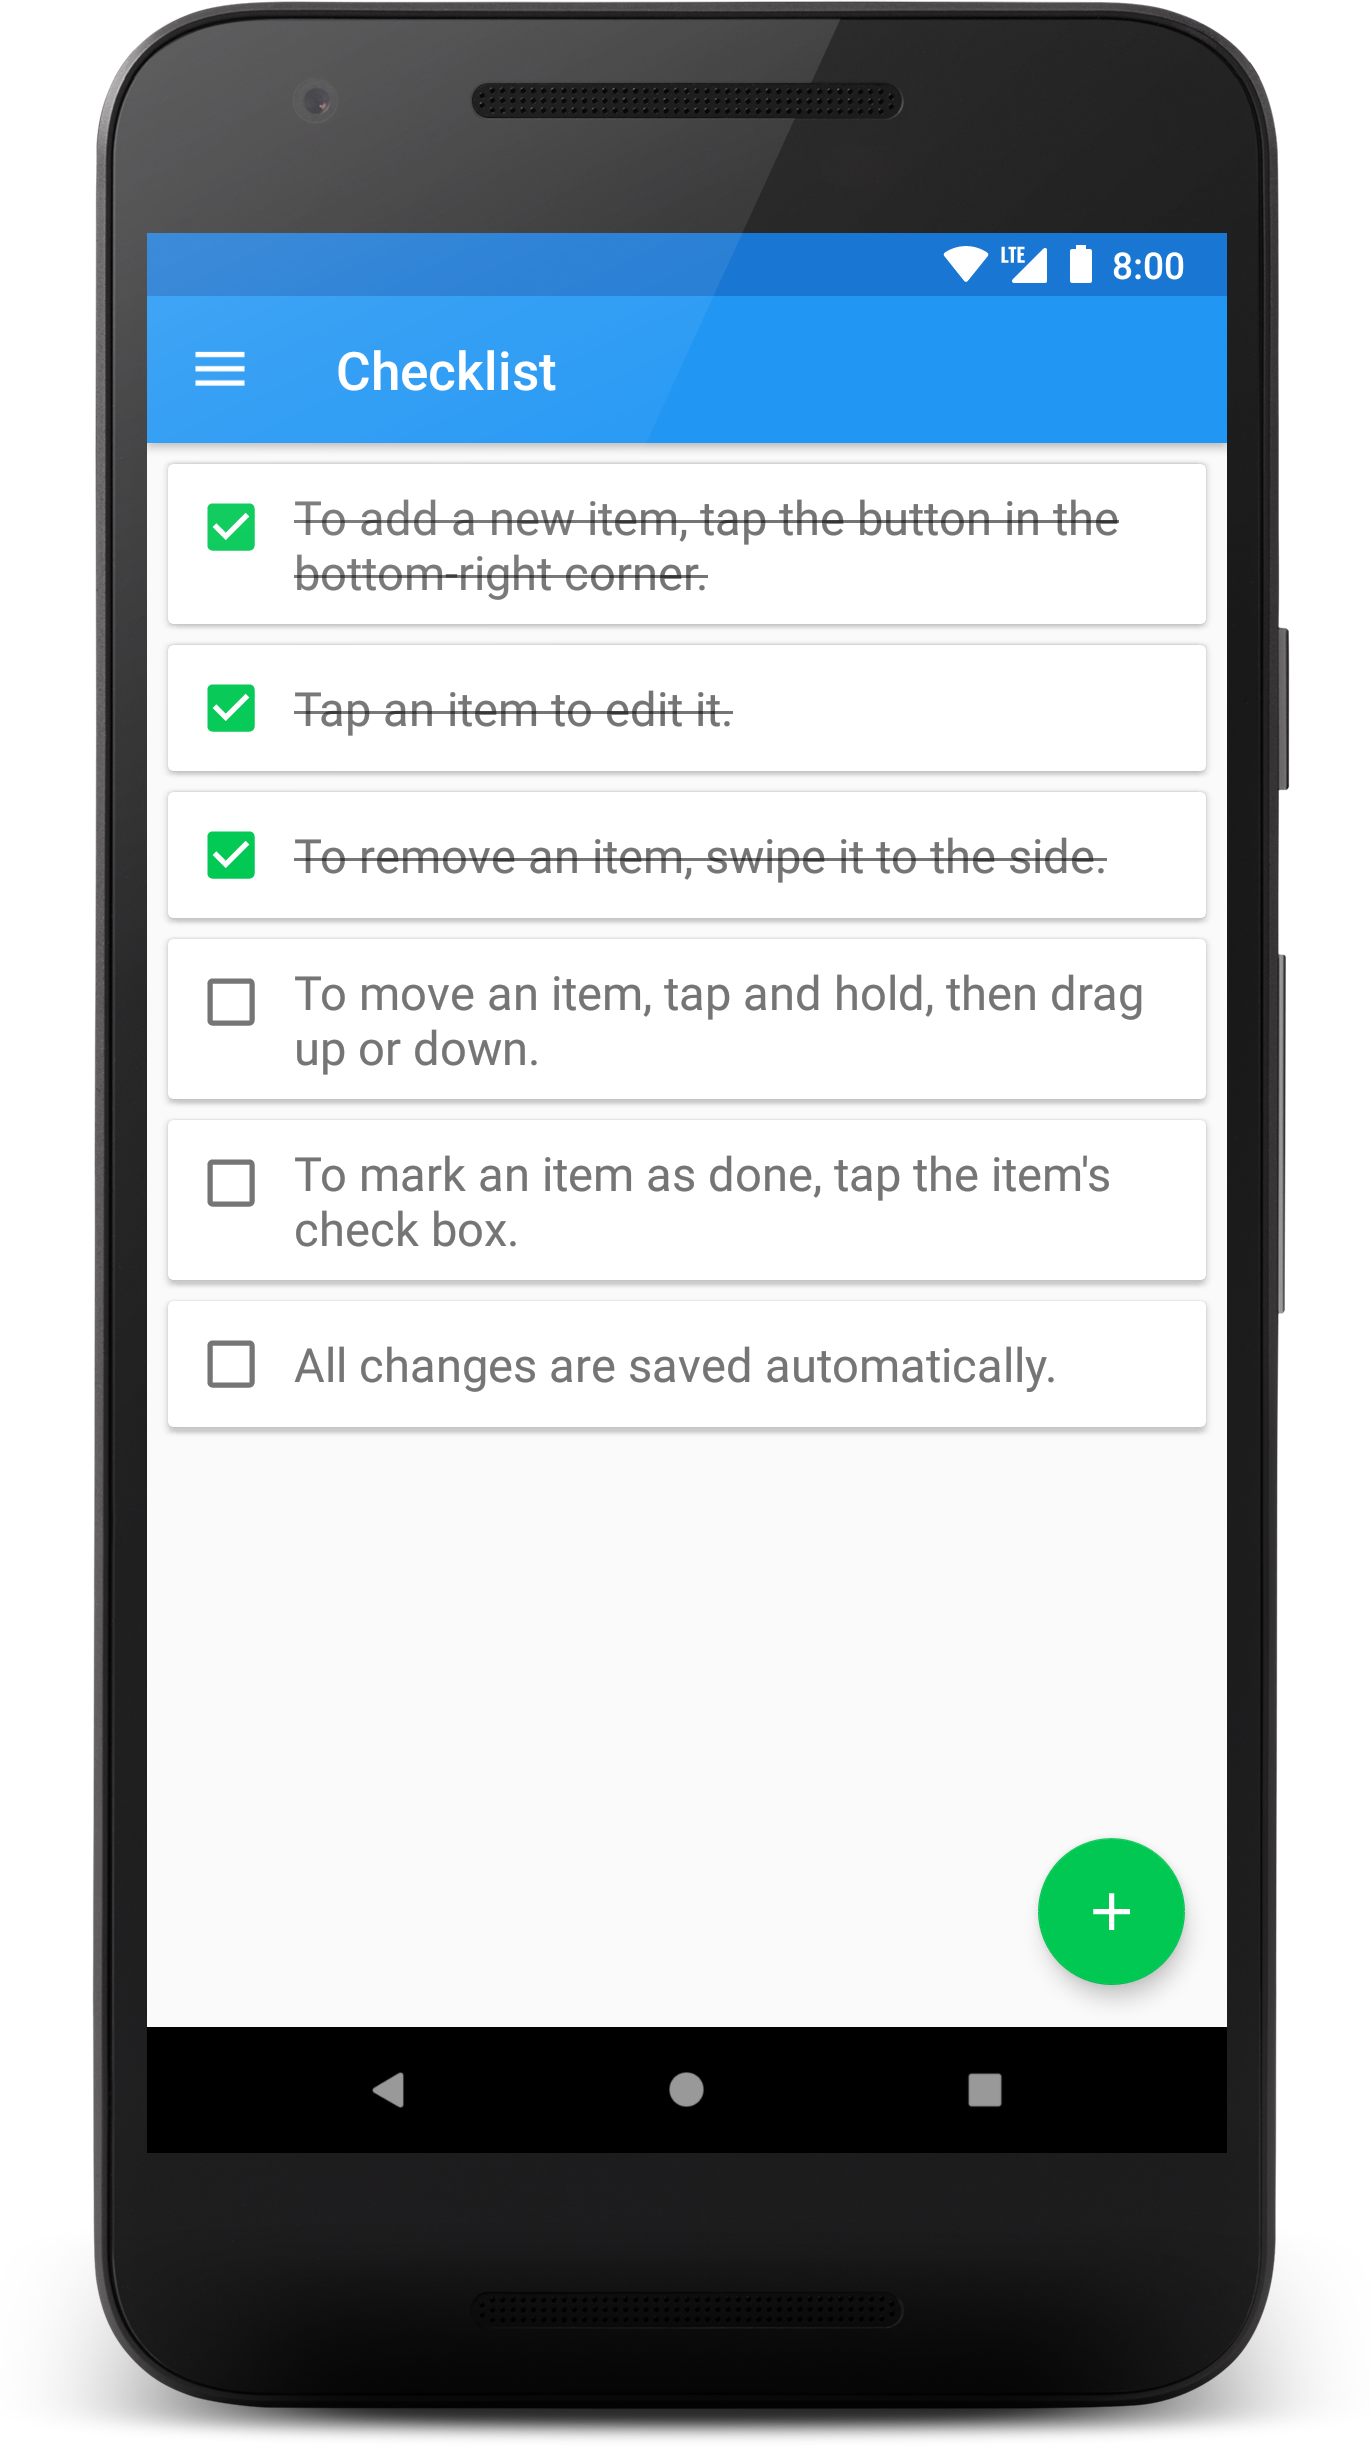 LTE 8:00
Checklist
To add a new item, tap the button in the
bottom-right corner.
Tap an item to edit it.
To remove an item, swipe it to the side.
To move an item, tap and hold, then drag
up or down.
To mark an item as done, tap the item's
check box.
All changes are saved automatically.